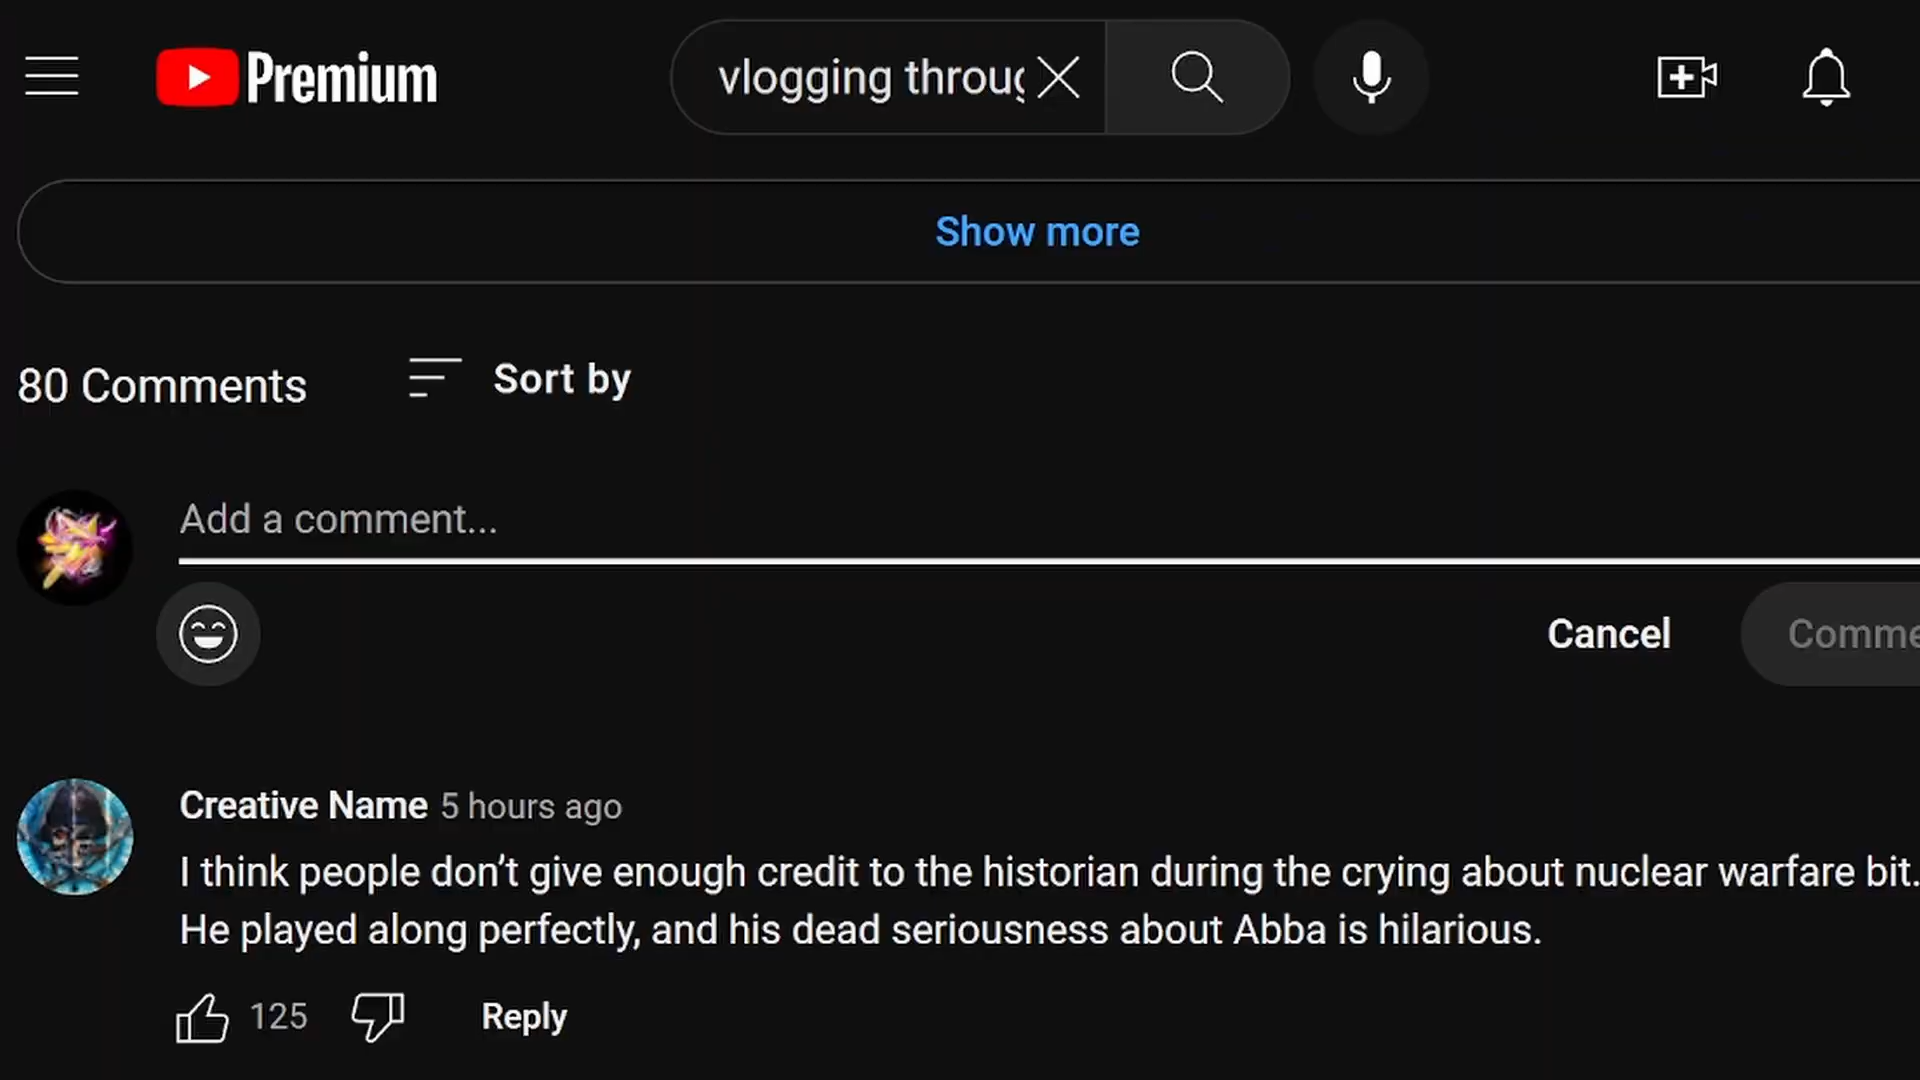 Premium
vlogging throug
Show more
80 Comments
Sort by
Add a comment...
Cancel
Comme
Creative Name 5 hours ago
I think people don’t give enough credit to the historian during the crying about nuclear warfare bit.
He played along perfectly, and his dead seriousness about Abba is hilarious.
125
Reply